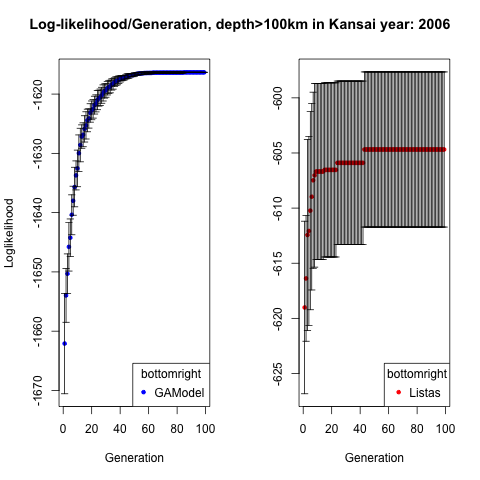 Log-likelihood/Generation, depth>100km in Kansai year: 2006
Loglikelihood
-1620
-1630
-1640
-1650
-1660
-1670
0 20 40 60 80 100
Generation
bottomright
GAModel
-600
-605
-610
-615
-620
-625
0 20 40 60 80 100
Generation
bottomright
Listas